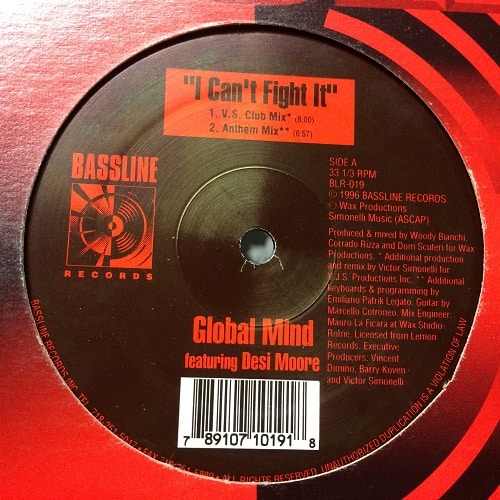 "I Can't Fight It"
1. V.S. Club Mix* (8:00)
2. Anthem Mix** (6:57)
BASSLINE
RECORDS
SIDE A
33 1/3 RPM
BLR-019
℗ 1996 BASSLINE RECORDS
© Wax Productions
Simonelli Music (ASCAP)
Produced & mixed by Woody Bianchi,
Corrado Rizza and Dom Scuteri for Wax
Productions. * Additional production
and remix by Victor Simonelli for
V.J.S. Productions Inc. ** Additional
keyboards & programming by
Emiliano Patrik Legato. Guitar by
Marcello Cotroneo. Mix Engineer:
Mauro La Ficara at Wax Studio-
Rome. Licensed from Lemon
Records. Executive
Producers: Vincent
Dimino, Barry Koven
and Victor Simonelli
Global Mind
featuring Desi Moore
7 89107 10191 8
BASSLINE RECORDS INC. TEL 718 ALL RIGHTS RESERVED. UNAUTHORIZED DUPLICATION IS A VIOLATION OF LAW